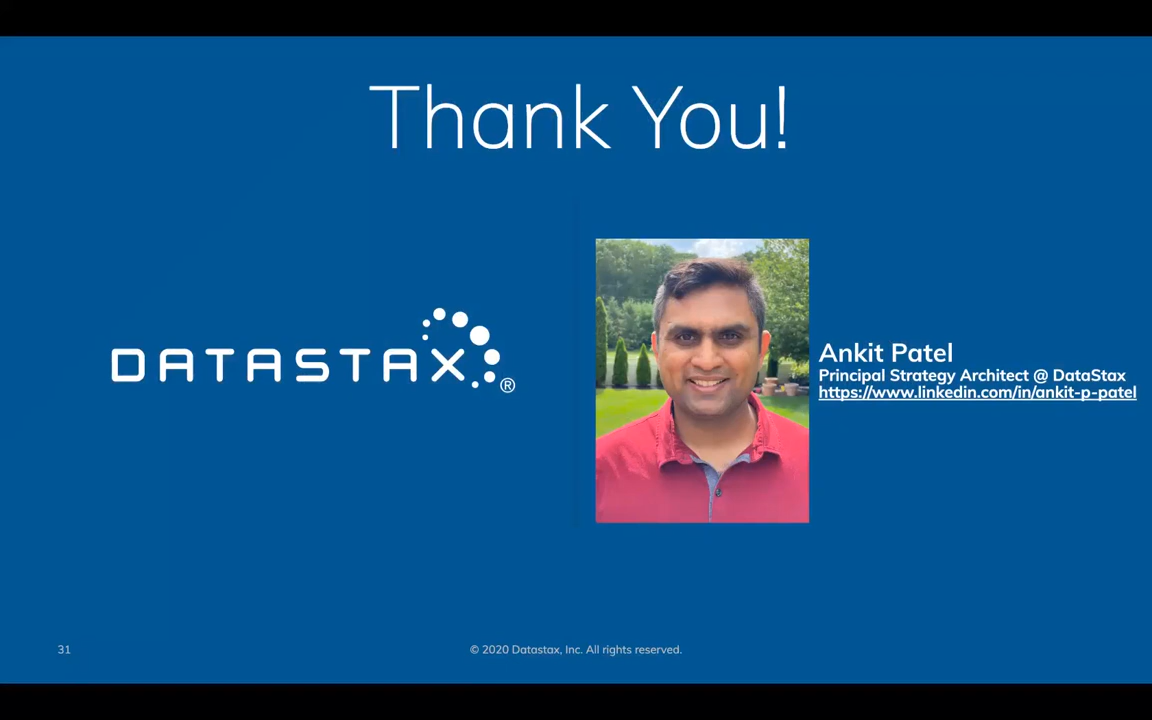 Thank You!
DATASTAX®
Ankit Patel
Principal Strategy Architect @ DataStax
https://www.linkedin.com/in/ankit-p-patel
31
© 2020 Datastax, Inc. All rights reserved.